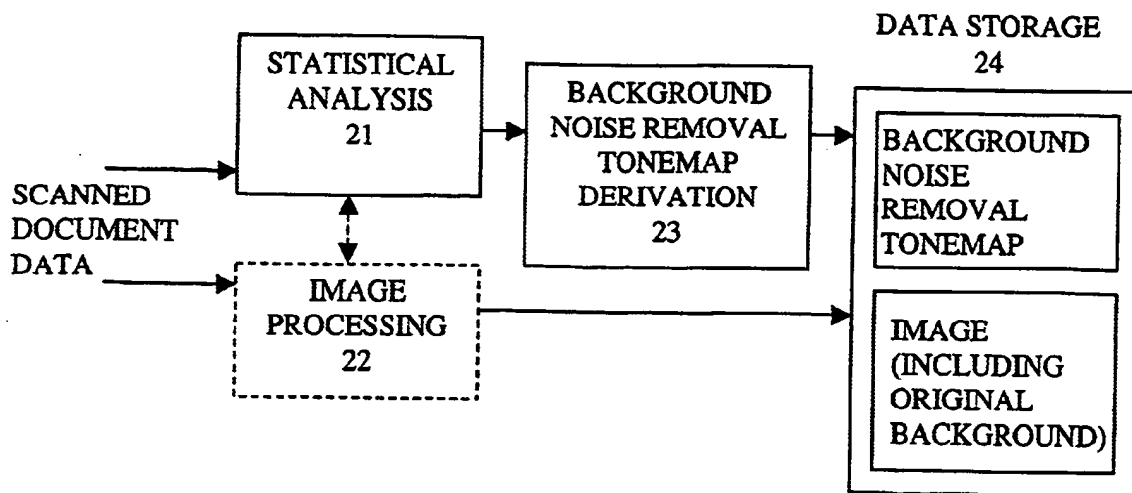 SCANNED
DOCUMENT
DATA
STATISTICAL
ANALYSIS
21
IMAGE
PROCESSING
22
BACKGROUND
NOISE REMOVAL
TONEMAP
DERIVATION
23
DATA STORAGE
24
BACKGROUND
NOISE
REMOVAL
TONEMAP
IMAGE
(INCLUDING
ORIGINAL
BACKGROUND)